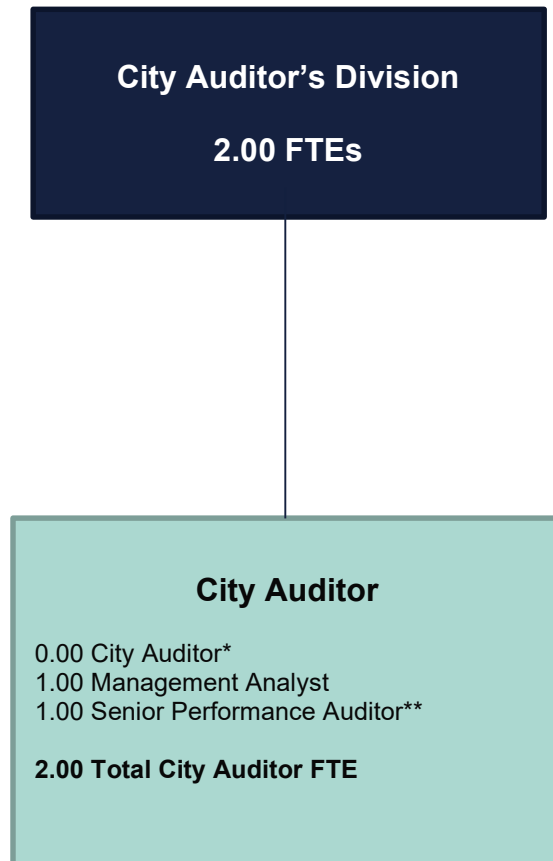 City Auditor’s Division
2.00 FTEs
City Auditor
0.00 City Auditor*
1.00 Management Analyst
1.00 Senior Performance Auditor**
2.00 Total City Auditor FTE